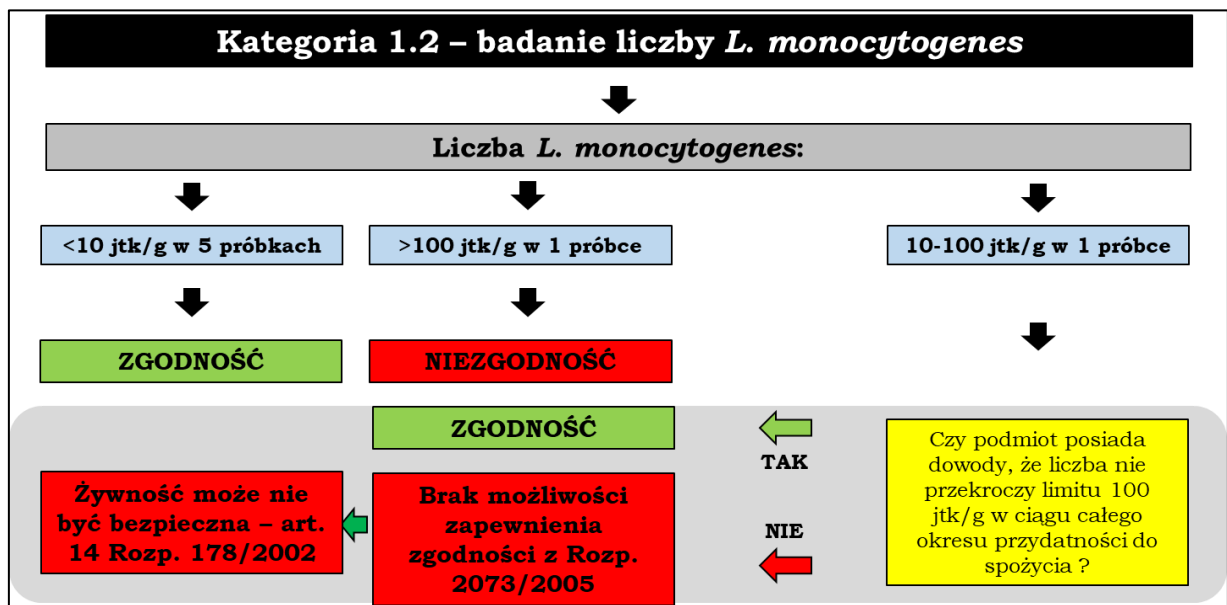 Kategoria 1.2 – badanie liczby L. monocytogenes
Liczba L. monocytogenes:
<10 jtk/g w 5 próbkach
>100 jtk/g w 1 próbce
10-100 jtk/g w 1 próbce
ZGODNOŚĆ
NIEZGODNOŚĆ
ZGODNOŚĆ
TAK
Czy podmiot posiada
dowody, że liczba nie
przekroczy limitu 100
jtk/g w ciągu całego
okresu przydatności do
spożycia ?
NIE
Brak możliwości
zapewnienia
zgodności z Rozp.
2073/2005
Żywność może nie
być bezpieczna – art.
14 Rozp. 178/2002